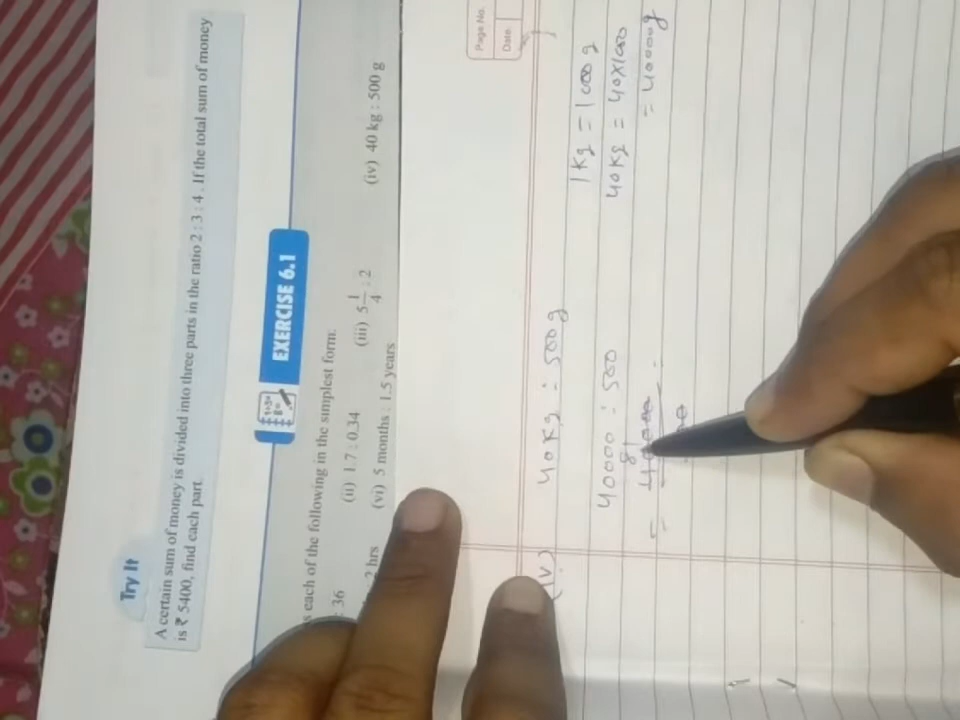 Try It
A certain sum of money is divided into three parts in the ratio 2 : 3 : 4. If the total sum of money
is ₹ 5400, find each part.
EXERCISE 6.1
each of the following in the simplest form:
: 36
(ii) 1.7 : 0.34
(iii) 5 1/4 : 2
(iv) 40 kg : 500 g
2 hrs
(vi) 5 months : 1.5 years
Page No.
Date:
(iv) 40 Kg : 500 g
1 Kg = 1000 g
40000 : 500
40 Kg = 40×1000
= 40000 g